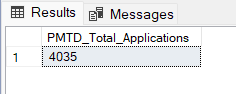 Results Messages
PMTD_Total_Applications
1 4035